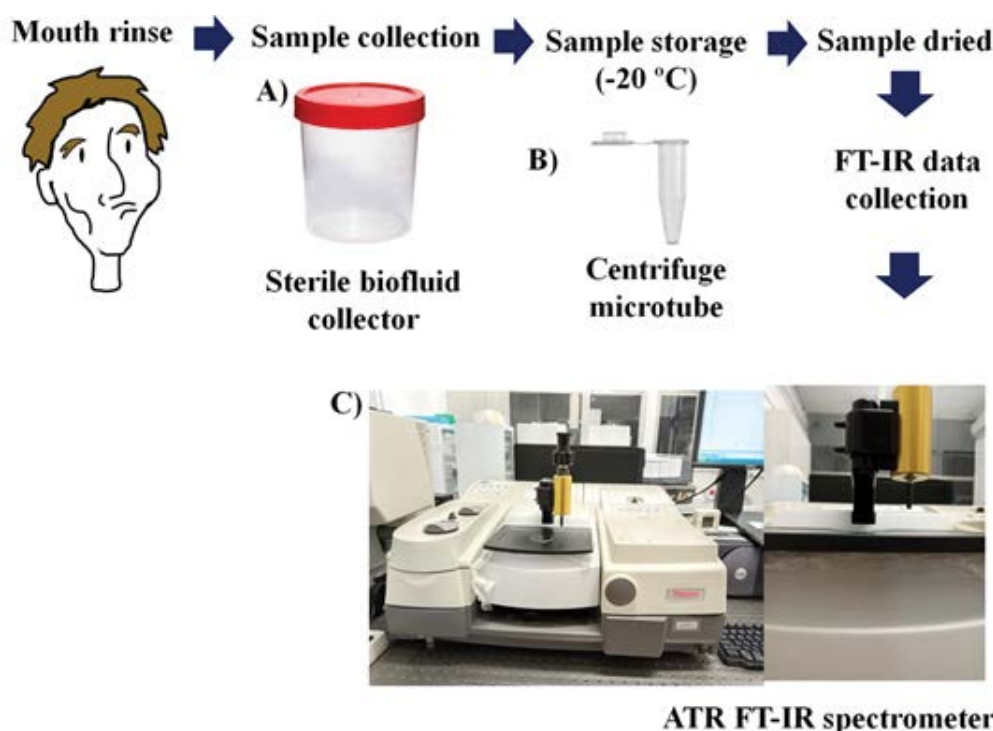 Mouth rinse
Sample collection
Sample storage
(-20 ºC)
Sample dried
A)
B)
FT-IR data
collection
Sterile biofluid
collector
Centrifuge
microtube
C)
ATR FT-IR spectrometer